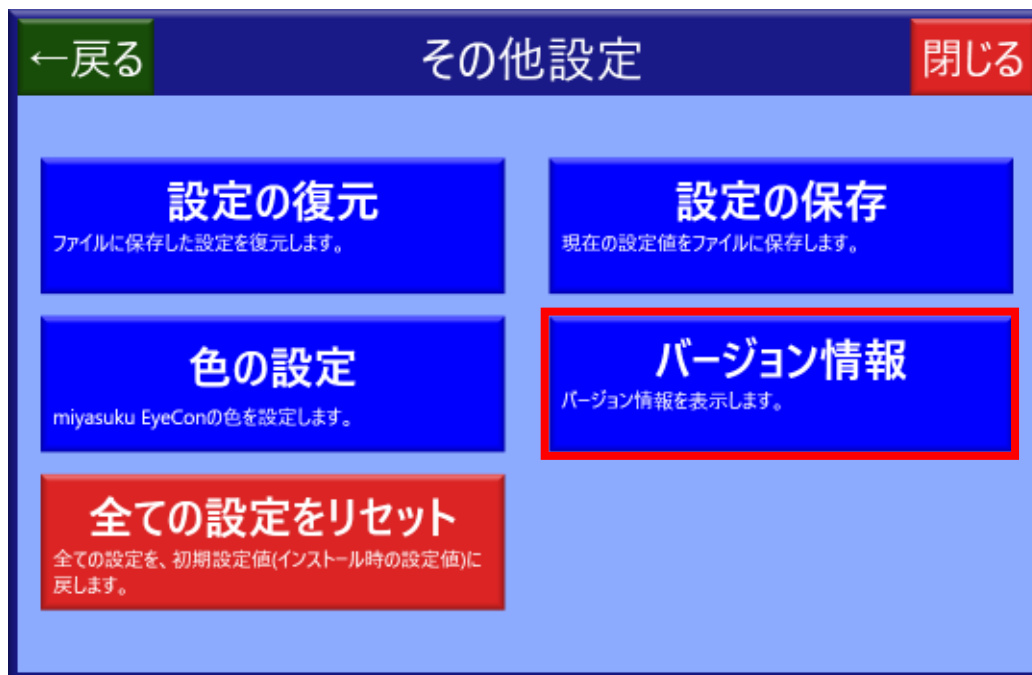 ←戻る
その他設定
閉じる
設定の復元
ファイルに保存した設定を復元します。
設定の保存
現在の設定値をファイルに保存します。
色の設定
miyasuku EyeConの色を設定します。
バージョン情報
バージョン情報を表示します。
全ての設定をリセット
全ての設定を、初期設定値(インストール時の設定値)に
戻します。